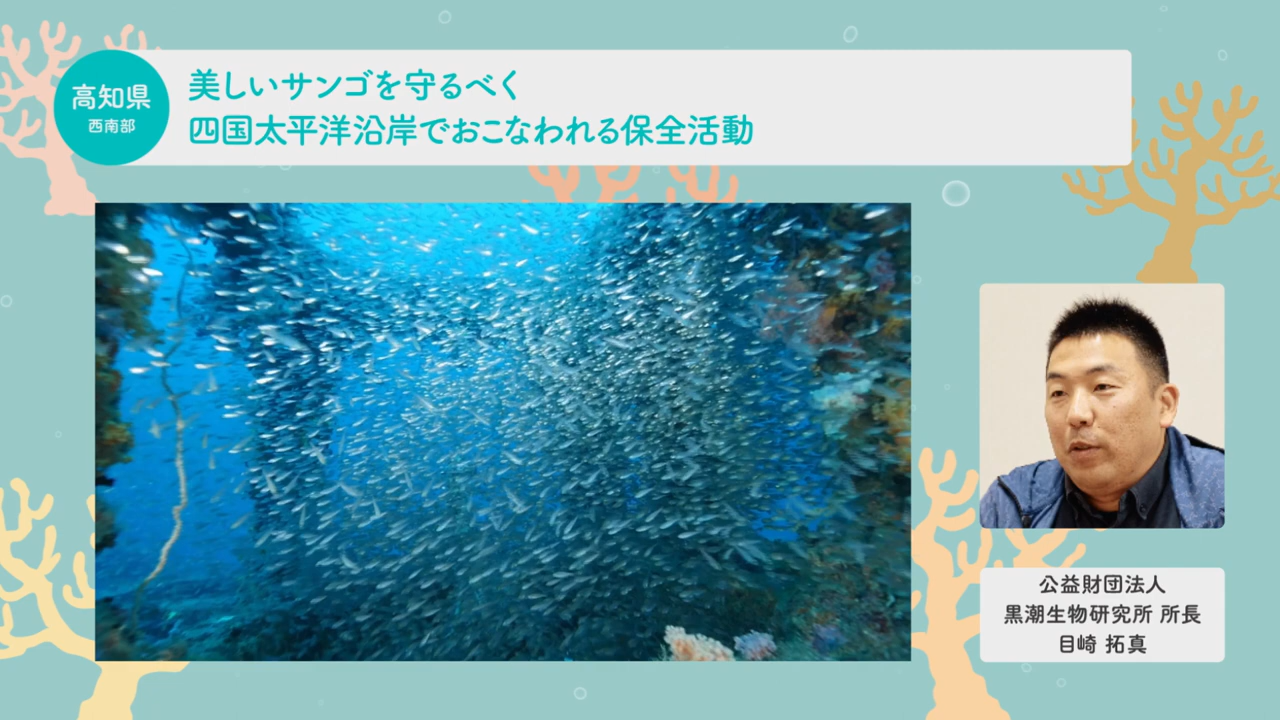 高知県
西南部
美しいサンゴを守るべく
四国太平洋沿岸でおこなわれる保全活動
公益財団法人
黒潮生物研究所 所長
目崎 拓真